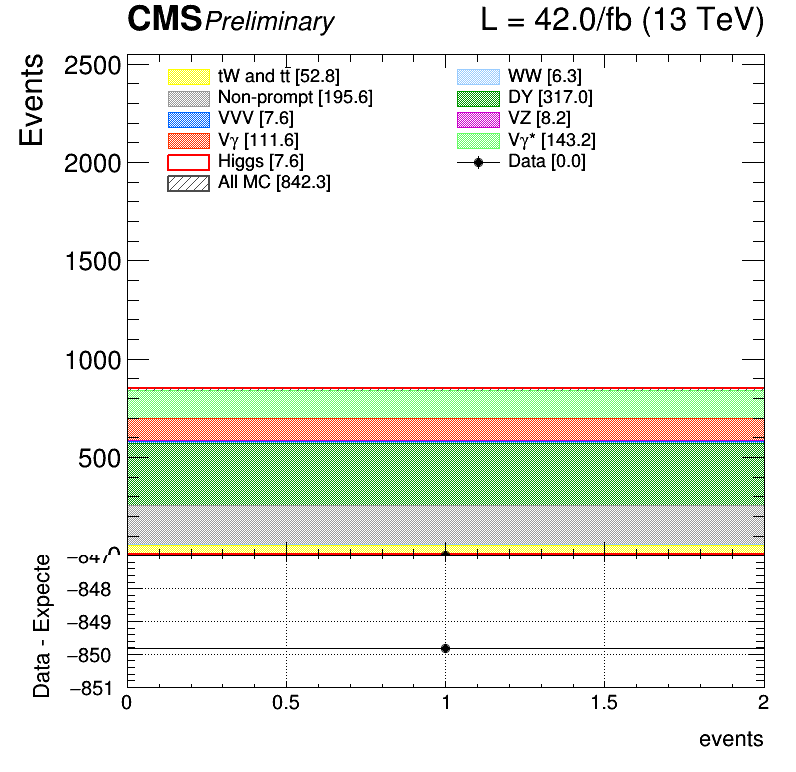 CMS Preliminary L = 42.0/fb (13 TeV)
Events
2500
2000
1500
1000
500
tW and tt̄ [52.8]
Non-prompt [195.6]
VVV [7.6]
Vγ [111.6]
Higgs [7.6]
All MC [842.3]
WW [6.3]
DY [317.0]
VZ [8.2]
Vγ* [143.2]
Data [0.0]
Data - Expecte
−848
−849
−850
−851
0 0.5 1 1.5 2
events